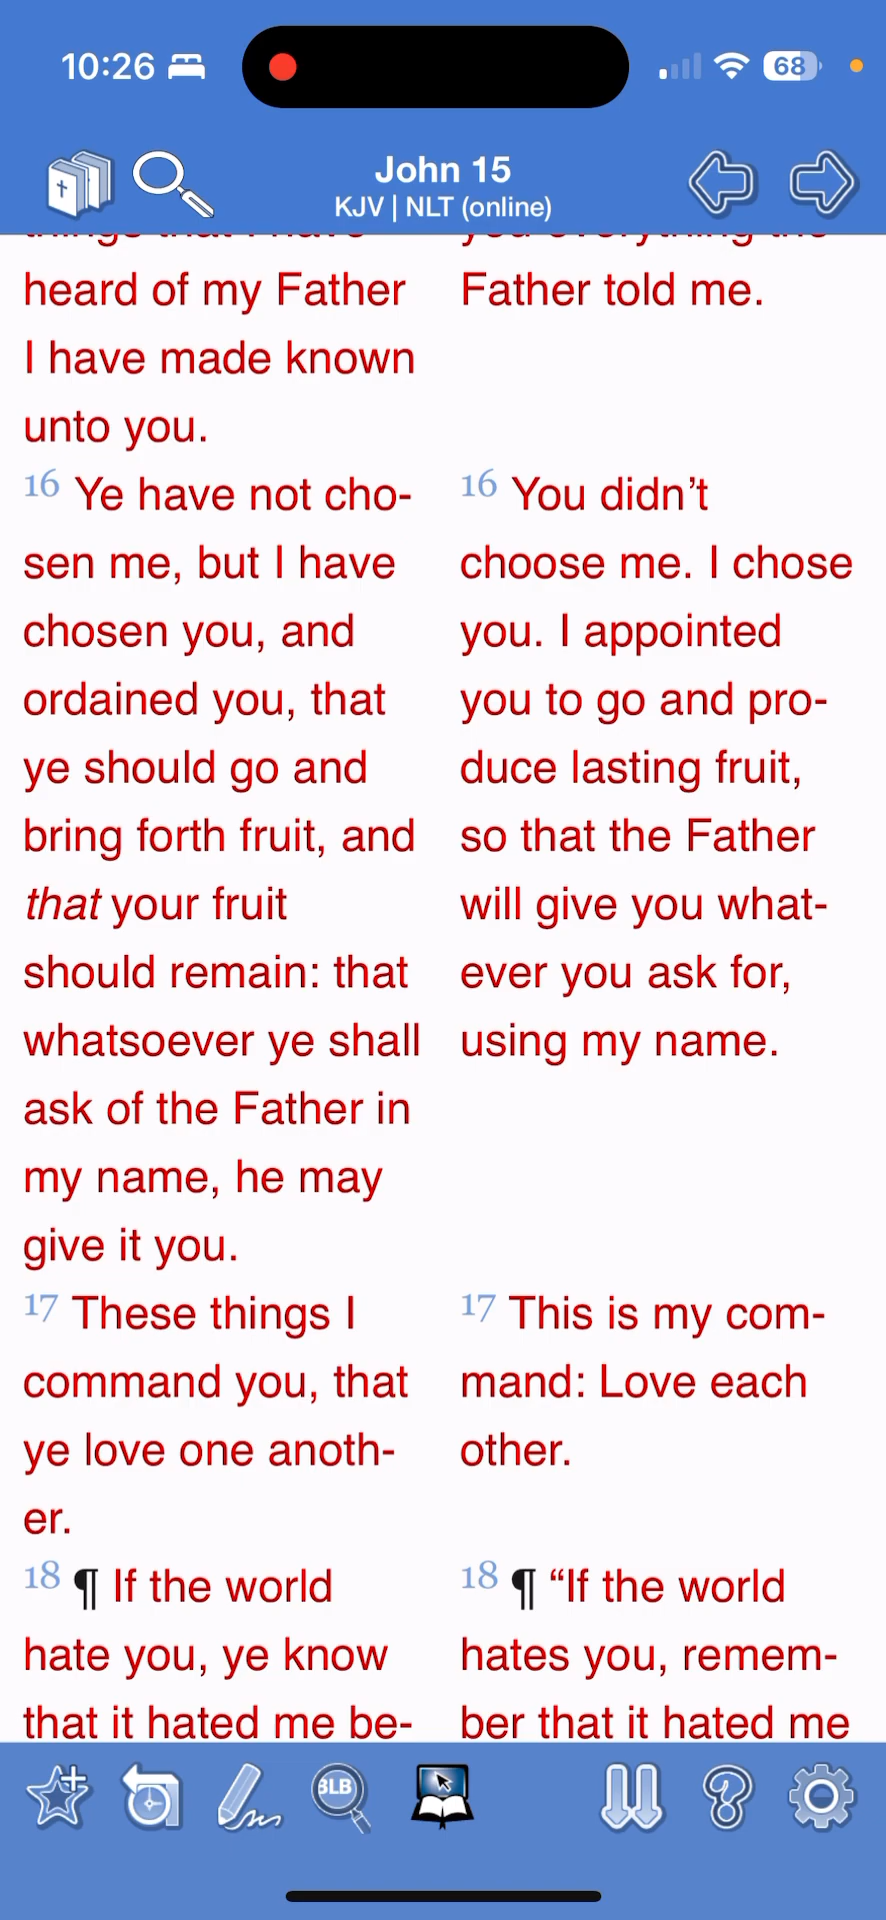 10:26
68
John 15
KJV | NLT (online)
things that I have
heard of my Father
I have made known
unto you.
16 Ye have not cho-
sen me, but I have
chosen you, and
ordained you, that
ye should go and
bring forth fruit, and
that your fruit
should remain: that
whatsoever ye shall
ask of the Father in
my name, he may
give it you.
17 These things I
command you, that
ye love one anoth-
er.
18 ¶ If the world
hate you, ye know
that it hated me be-
you everything the
Father told me.
16 You didn’t
choose me. I chose
you. I appointed
you to go and pro-
duce lasting fruit,
so that the Father
will give you what-
ever you ask for,
using my name.
17 This is my com-
mand: Love each
other.
18 ¶ “If the world
hates you, remem-
ber that it hated me
BLB